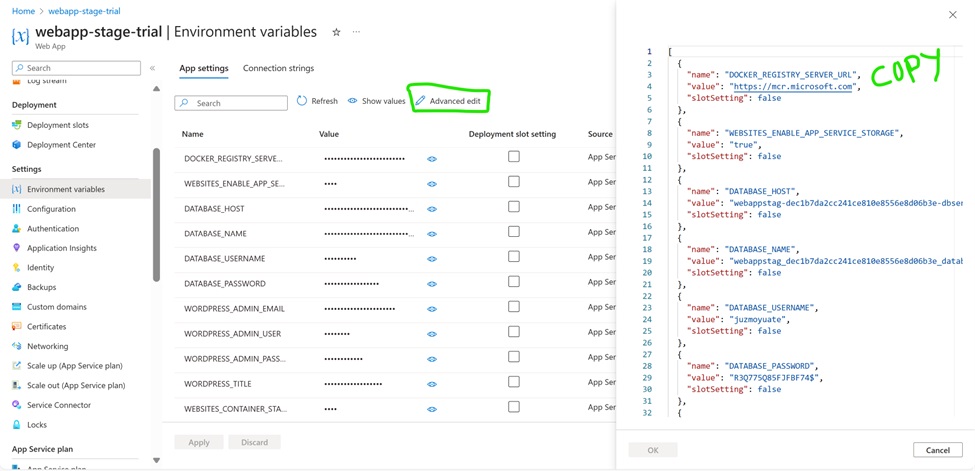 Home > webapp-stage-trial
webapp-stage-trial | Environment variables
Web App
Search
Log stream
Deployment
Deployment slots
Deployment Center
Settings
Environment variables
Configuration
Authentication
Application Insights
Identity
Backups
Custom domains
Certificates
Networking
Scale up (App Service plan)
Scale out (App Service plan)
Service Connector
Locks
App Service plan
App Service plan
App settings Connection strings
Search Refresh Show values Advanced edit
Name Value Deployment slot setting Source
DOCKER_REGISTRY_SERVE... App Ser
WEBSITES_ENABLE_APP_SE... App Ser
DATABASE_HOST App Ser
DATABASE_NAME App Ser
DATABASE_USERNAME App Ser
DATABASE_PASSWORD App Ser
WORDPRESS_ADMIN_EMAIL App Ser
WORDPRESS_ADMIN_USER App Ser
WORDPRESS_ADMIN_PASS... App Ser
WORDPRESS_TITLE App Ser
WEBSITES_CONTAINER_STA... App Ser
Apply Discard
COPY
1 [
2 {
3 "name": "DOCKER_REGISTRY_SERVER_URL",
4 "value": "https://mcr.microsoft.com",
5 "slotSetting": false
6 },
7 {
8 "name": "WEBSITES_ENABLE_APP_SERVICE_STORAGE",
9 "value": "true",
10 "slotSetting": false
11 },
12 {
13 "name": "DATABASE_HOST",
14 "value": "webappstag-dec1b7da2cc241ce810e8556e8d06b3e-dbser
15 "slotSetting": false
16 },
17 {
18 "name": "DATABASE_NAME",
19 "value": "webappstag_dec1b7da2cc241ce810e8556e8d06b3e_datab
20 "slotSetting": false
21 },
22 {
23 "name": "DATABASE_USERNAME",
24 "value": "juzmoyuate",
25 "slotSetting": false
26 },
27 {
28 "name": "DATABASE_PASSWORD",
29 "value": "R3Q775Q85FJFBF74$",
30 "slotSetting": false
31 },
32 {
OK Cancel